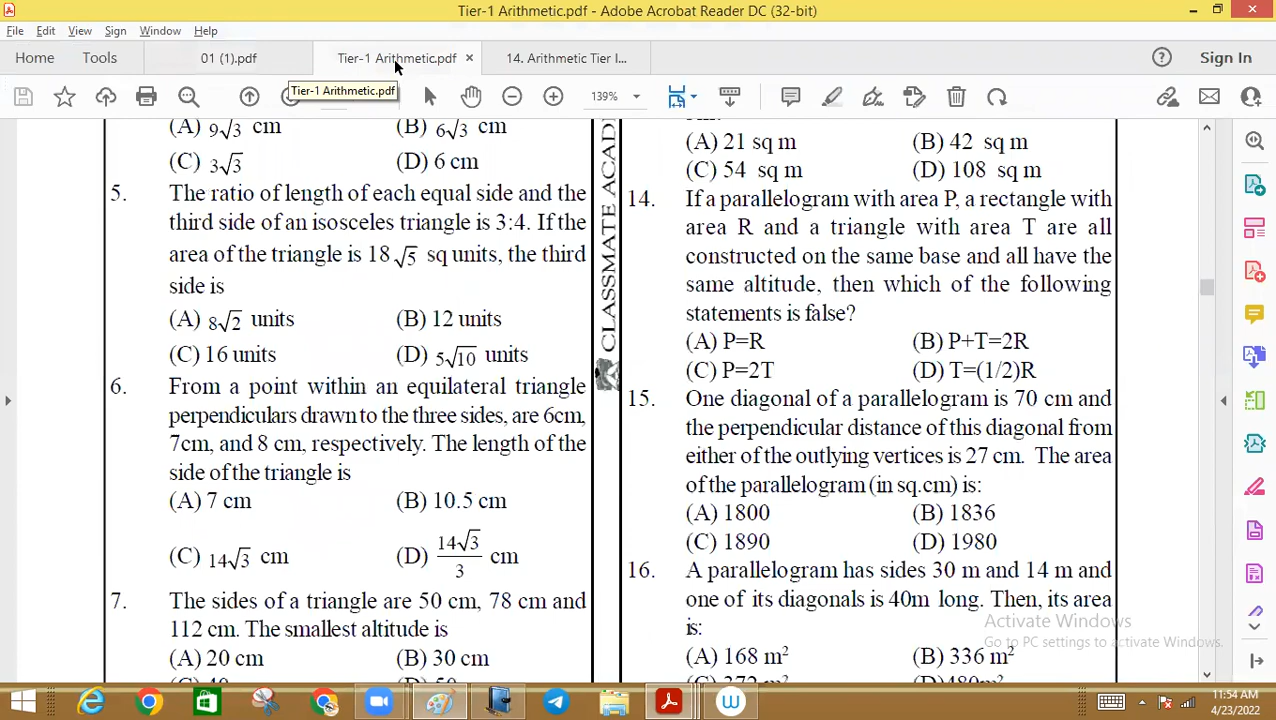 Tier-1 Arithmetic.pdf - Adobe Acrobat Reader DC (32-bit)
File Edit View Sign Window Help
Home Tools 01 (1).pdf Tier-1 Arithmetic.pdf × 14. Arithmetic Tier I... Sign In
Tier-1 Arithmetic.pdf
139%
(A) 9√3 cm (B) 6√3 cm
(C) 3√3 (D) 6 cm
5. The ratio of length of each equal side and the
third side of an isosceles triangle is 3:4. If the
area of the triangle is 18√5 sq units, the third
side is
(A) 8√2 units (B) 12 units
(C) 16 units (D) 5√10 units
6. From a point within an equilateral triangle
perpendiculars drawn to the three sides, are 6cm,
7cm, and 8 cm, respectively. The length of the
side of the triangle is
(A) 7 cm (B) 10.5 cm
(C) 14√3 cm (D) 14√3/3 cm
7. The sides of a triangle are 50 cm, 78 cm and
112 cm. The smallest altitude is
(A) 20 cm (B) 30 cm
CLASSMATE ACAD
(A) 21 sq m (B) 42 sq m
(C) 54 sq m (D) 108 sq m
14. If a parallelogram with area P, a rectangle with
area R and a triangle with area T are all
constructed on the same base and all have the
same altitude, then which of the following
statements is false?
(A) P=R (B) P+T=2R
(C) P=2T (D) T=(1/2)R
15. One diagonal of a parallelogram is 70 cm and
the perpendicular distance of this diagonal from
either of the outlying vertices is 27 cm. The area
of the parallelogram (in sq.cm) is:
(A) 1800 (B) 1836
(C) 1890 (D) 1980
16. A parallelogram has sides 30 m and 14 m and
one of its diagonals is 40m long. Then, its area
is:
(A) 168 m² (B) 336 m²
Activate Windows
Go to PC settings to activate Windows.
11:54 AM
4/23/2022